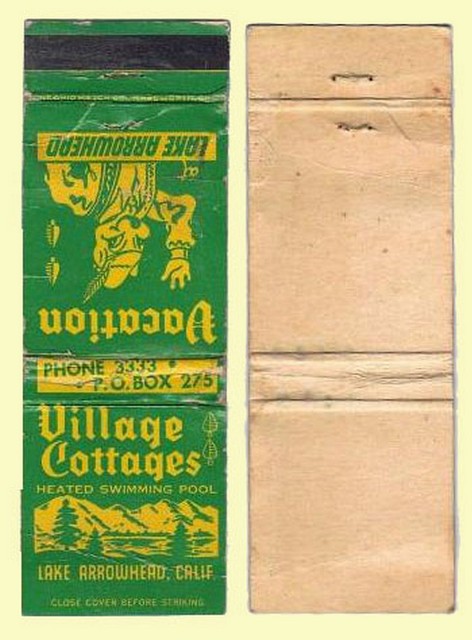 LAKE ARROWHEAD
at
Vacation
PHONE 3333 •
• P.O. BOX 275
Village
Cottages
HEATED SWIMMING POOL
LAKE ARROWHEAD, CALIF.
CLOSE COVER BEFORE STRIKING